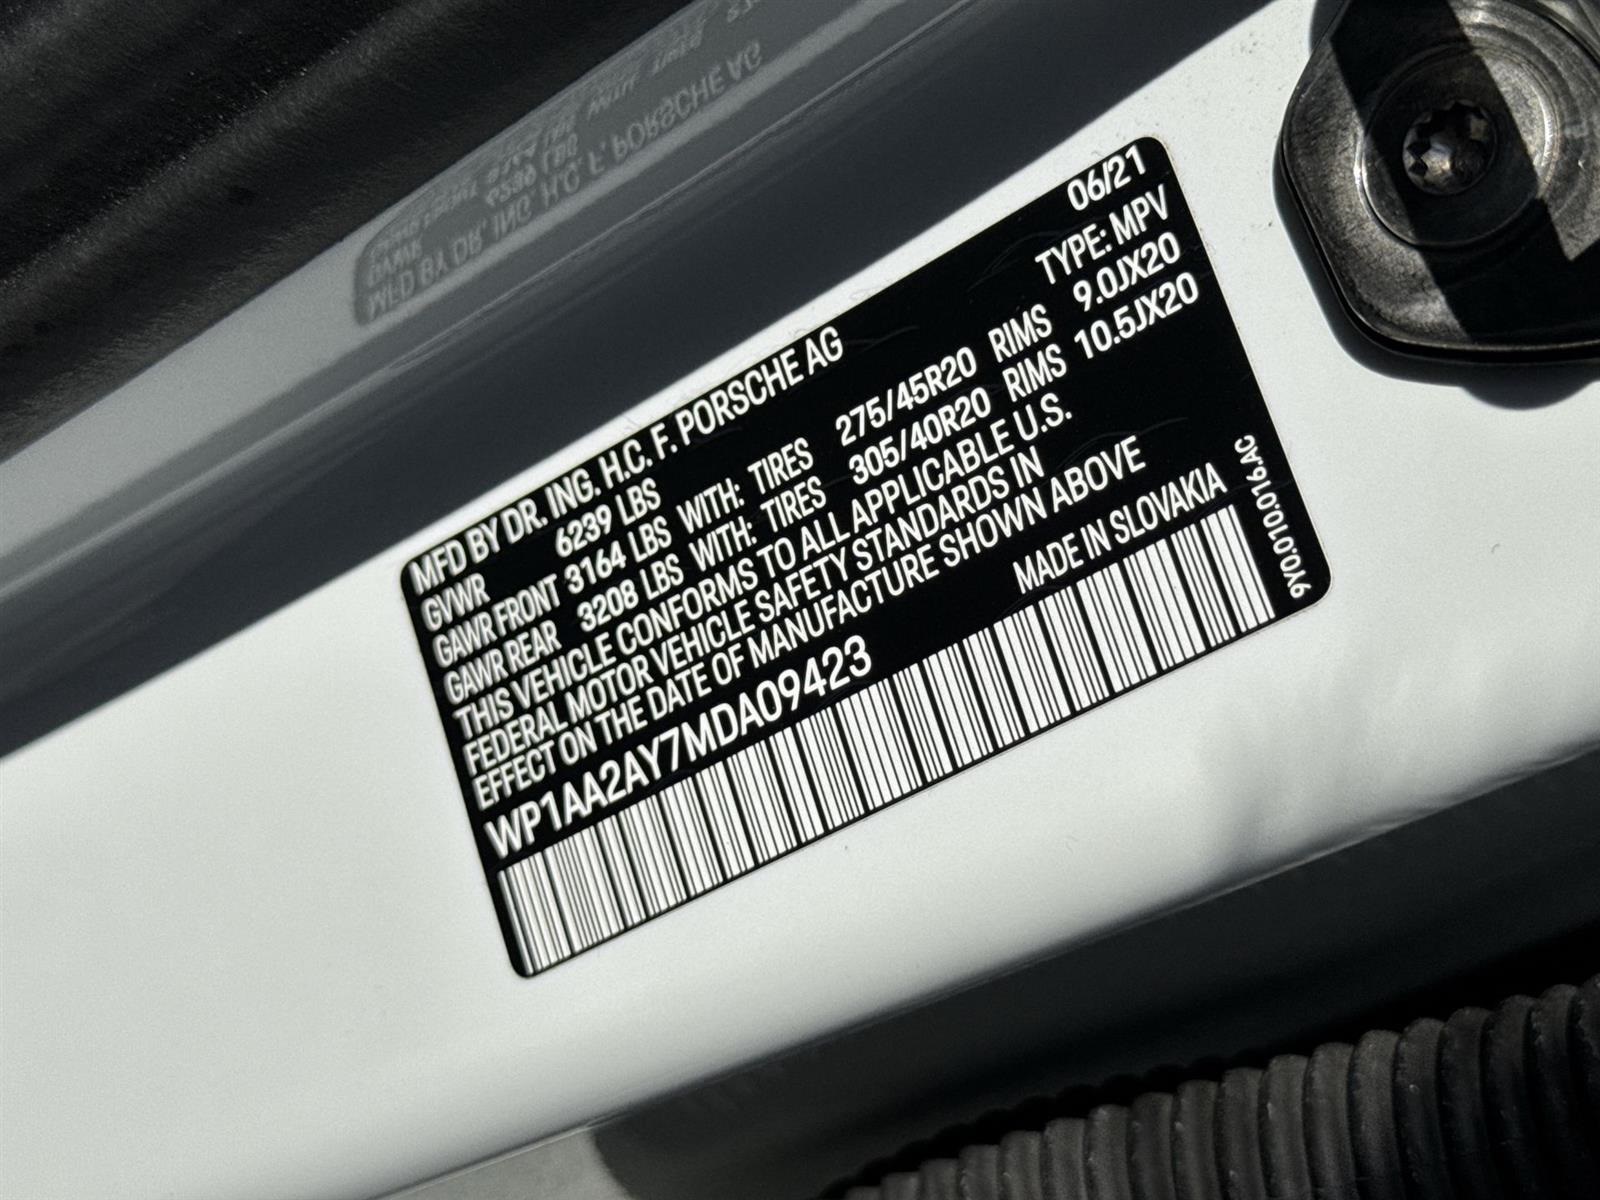 MFD BY DR. ING. H.C. F. PORSCHE AG 06/21
GVWR 6239 LBS TYPE: MPV
GAWR FRONT 3164 LBS WITH: TIRES 275/45R20 RIMS 9.0JX20
GAWR REAR 3208 LBS WITH: TIRES 305/40R20 RIMS 10.5JX20
THIS VEHICLE CONFORMS TO ALL APPLICABLE U.S.
FEDERAL MOTOR VEHICLE SAFETY STANDARDS IN
EFFECT ON THE DATE OF MANUFACTURE SHOWN ABOVE
WP1AA2AY7MDA09423 MADE IN SLOVAKIA
9Y0.010.016.AC